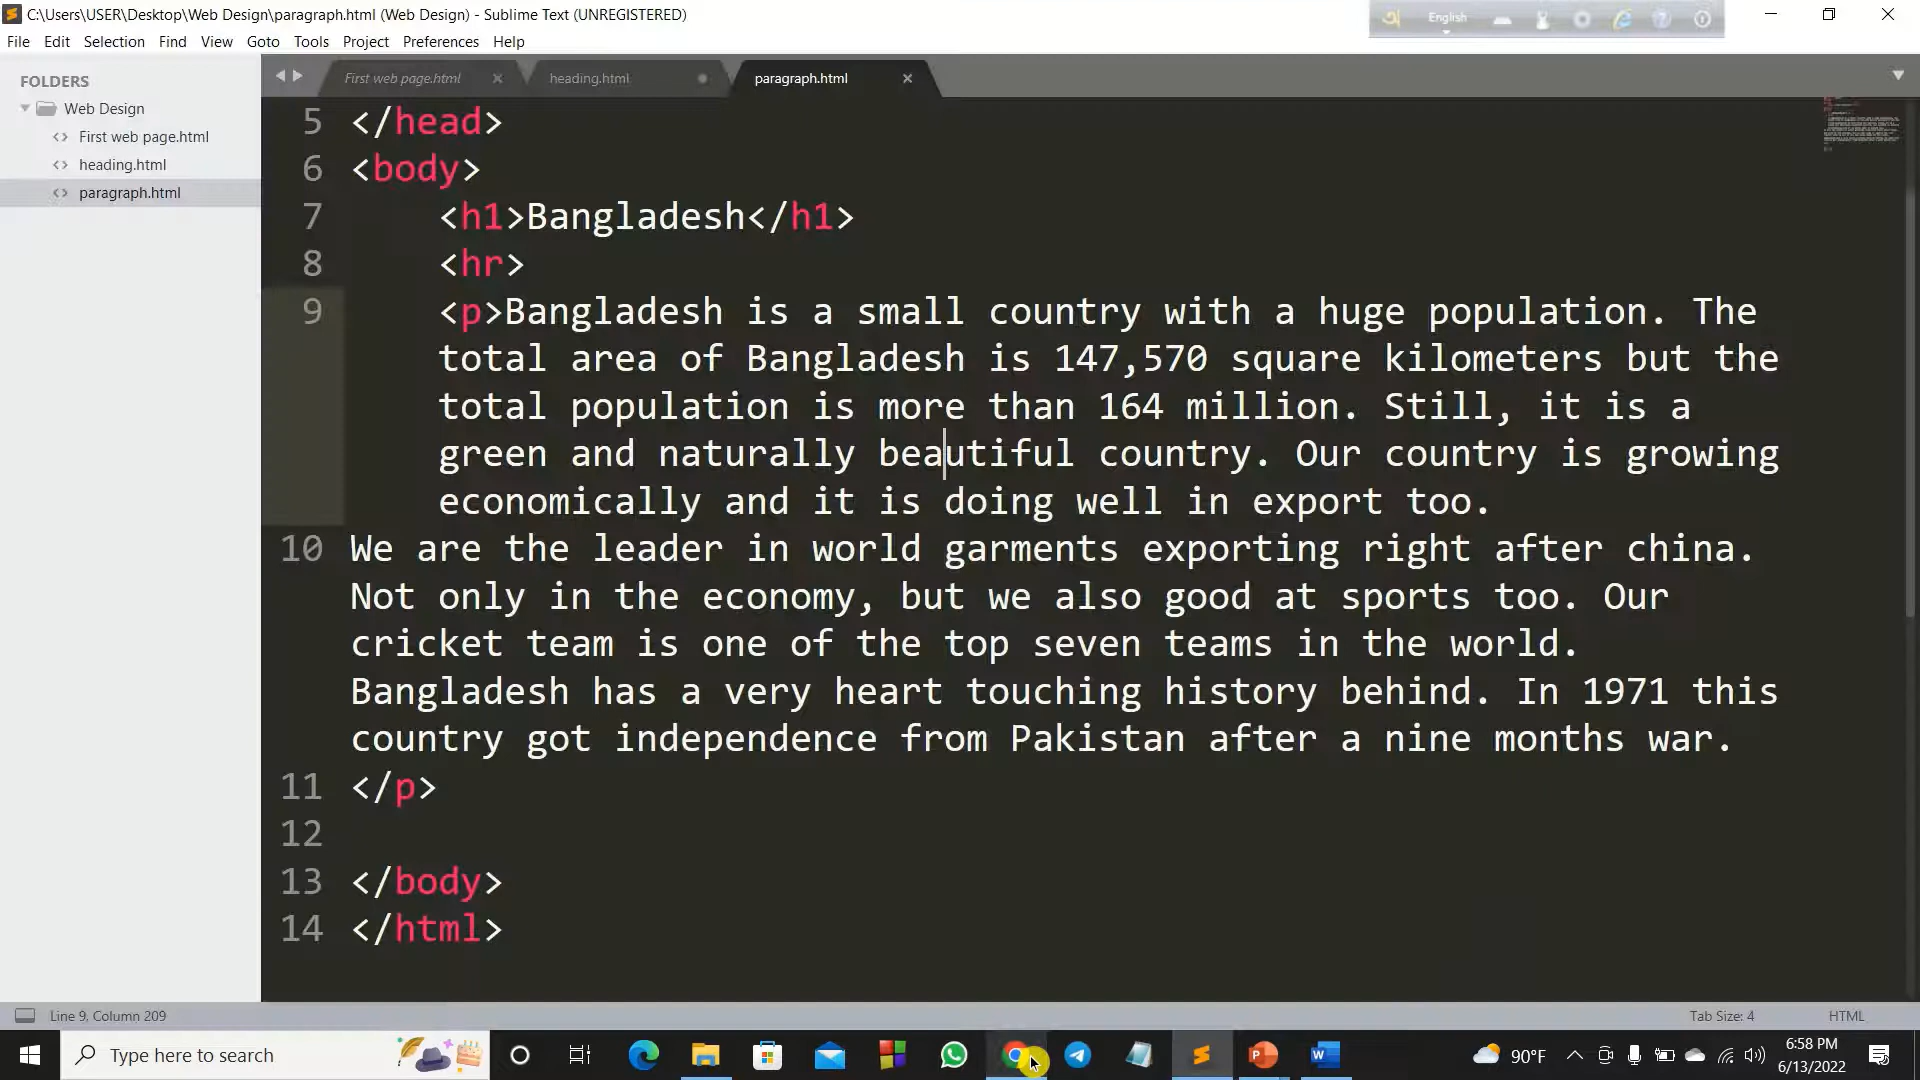 C:\Users\USER\Desktop\Web Design\paragraph.html (Web Design) - Sublime Text (UNREGISTERED)
English
File Edit Selection Find View Goto Tools Project Preferences Help
FOLDERS
Web Design
First web page.html
heading.html
paragraph.html
First web page.html heading.html paragraph.html
5 </head>
6 <body>
7 <h1>Bangladesh</h1>
8 <hr>
9 <p>Bangladesh is a small country with a huge population. The
total area of Bangladesh is 147,570 square kilometers but the
total population is more than 164 million. Still, it is a
green and naturally beautiful country. Our country is growing
economically and it is doing well in export too.
10 We are the leader in world garments exporting right after china.
Not only in the economy, but we also good at sports too. Our
cricket team is one of the top seven teams in the world.
Bangladesh has a very heart touching history behind. In 1971 this
country got independence from Pakistan after a nine months war.
11 </p>
12
13 </body>
14 </html>
Line 9, Column 209
Tab Size: 4 HTML
Type here to search
90°F
6:58 PM
6/13/2022